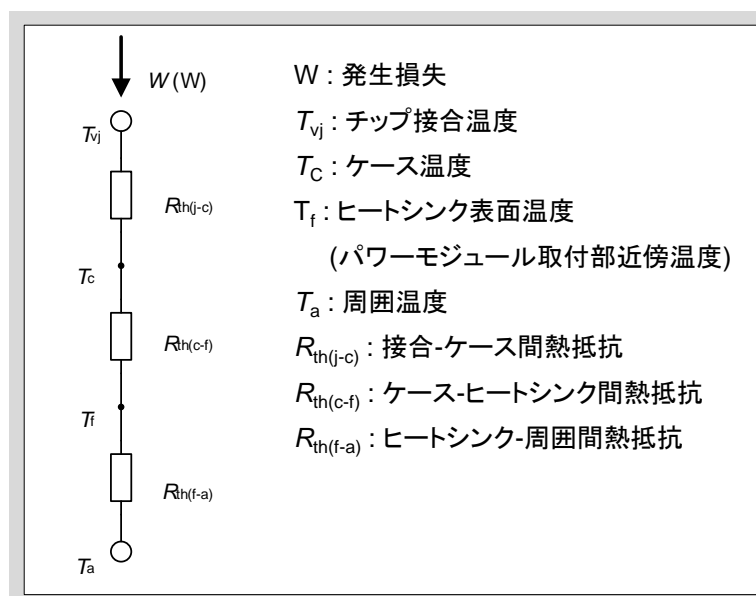 W (W)
Tvj
Rth(j-c)
Tc
Rth(c-f)
Tf
Rth(f-a)
Ta
W : 発生損失
Tvj : チップ接合温度
TC : ケース温度
Tf : ヒートシンク表面温度
(パワーモジュール取付部近傍温度)
Ta : 周囲温度
Rth(j-c) : 接合-ケース間熱抵抗
Rth(c-f) : ケース-ヒートシンク間熱抵抗
Rth(f-a) : ヒートシンク-周囲間熱抵抗